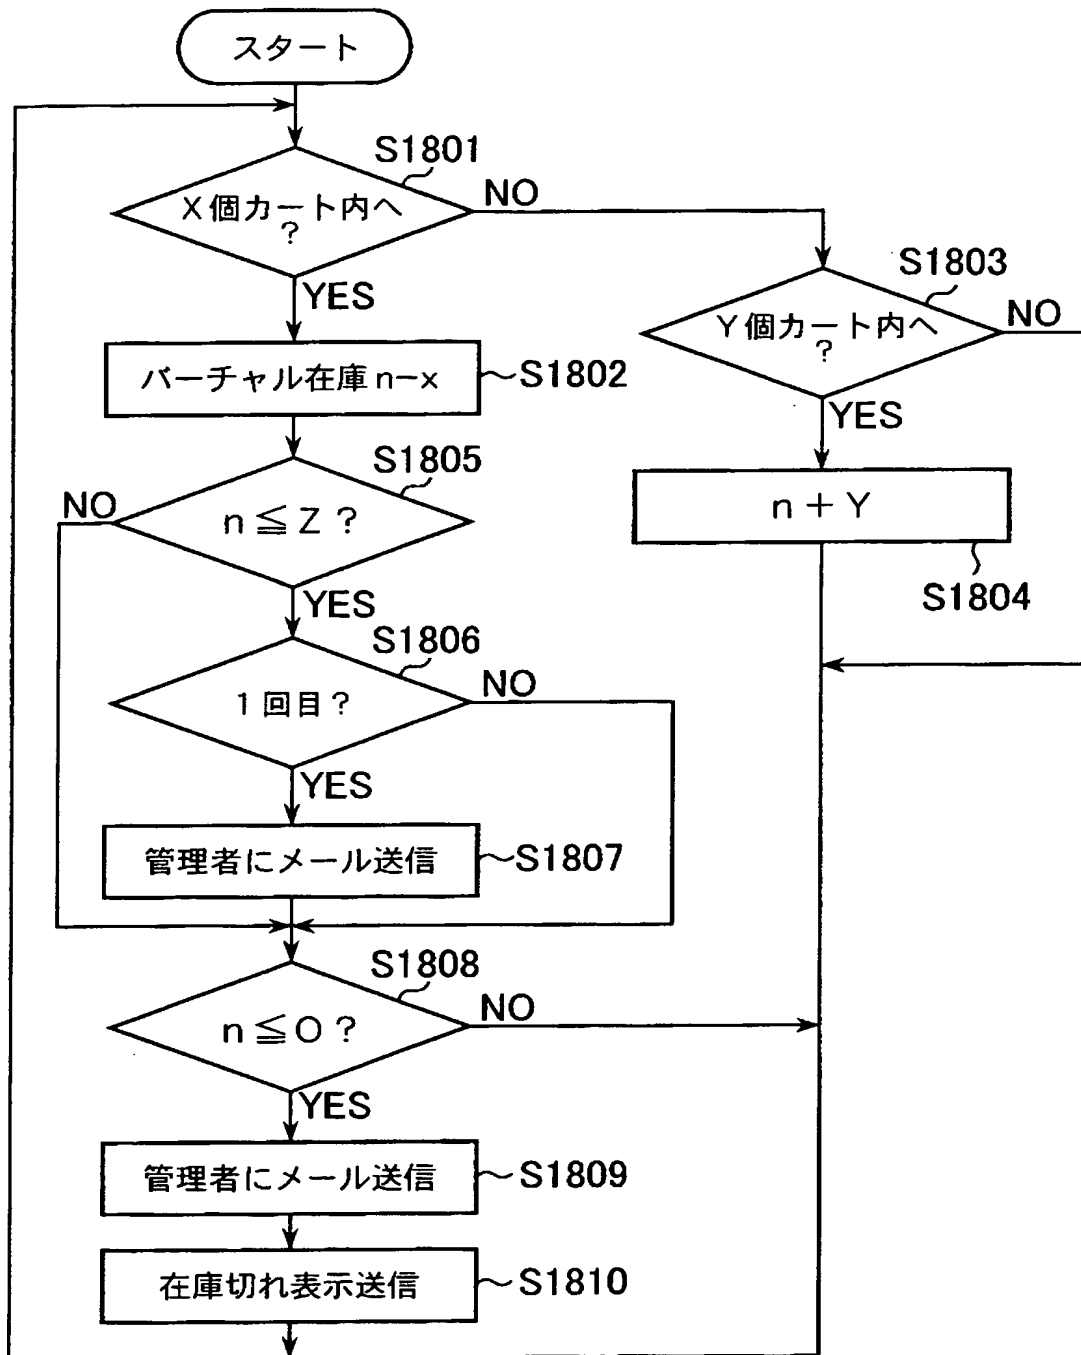 スタート
S1801
X個カート内へ
?
NO
YES
S1803
Y個カート内へ
?
NO
YES
バーチャル在庫n-x
S1802
S1805
NO
n≦Z?
YES
n+Y
S1804
S1806
1回目?
NO
YES
管理者にメール送信
S1807
S1808
n≦O?
NO
YES
管理者にメール送信
S1809
在庫切れ表示送信
S1810